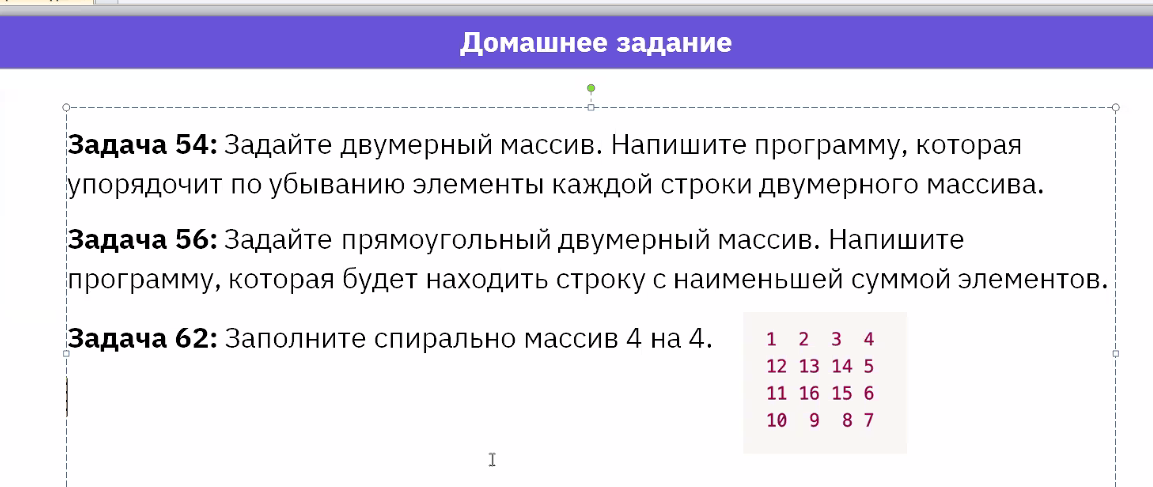 Домашнее задание
Задача 54: Задайте двумерный массив. Напишите программу, которая
упорядочит по убыванию элементы каждой строки двумерного массива.
Задача 56: Задайте прямоугольный двумерный массив. Напишите
программу, которая будет находить строку с наименьшей суммой элементов.
Задача 62: Заполните спирально массив 4 на 4.
1 2 3 4
12 13 14 5
11 16 15 6
10 9 8 7